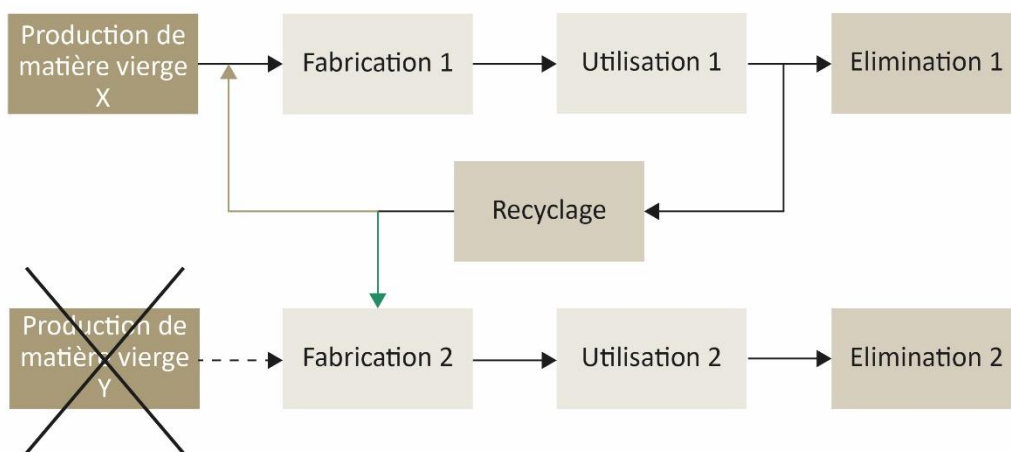 Production de
matière vierge
X
Fabrication 1
Utilisation 1
Elimination 1
Recyclage
Production de
matière vierge
Y
Fabrication 2
Utilisation 2
Elimination 2